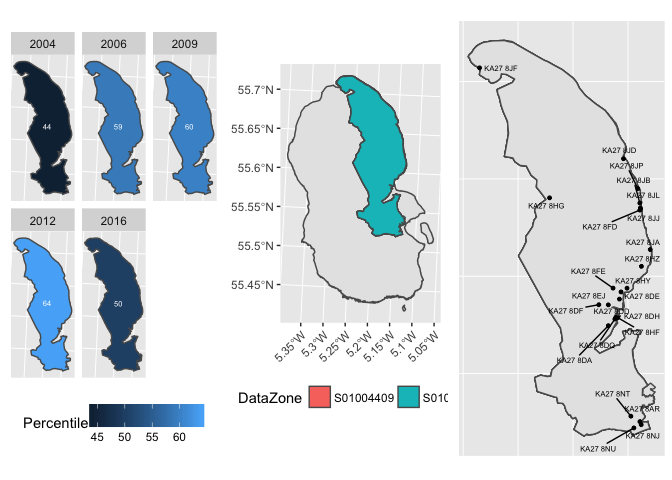 2004
2006
2009
44
59
60
2012
2016
64
50
Percentile
45
50
55
60
55.7°N
55.65°N
55.6°N
55.55°N
55.5°N
55.45°N
5.35°W
5.3°W
5.25°W
5.2°W
5.15°W
5.1°W
5.05°W
DataZone
S01004409
S010
KA27 8JF
KA27 8JD
KA27 8JP
KA27 8JB
KA27 8JL
KA27 8HG
KA27 8JJ
KA27 8FD
KA27 8JA
KA27 8HZ
KA27 8FE
KA27 8HY
KA27 8EJ
KA27 8DE
KA27 8DF
KA27 8DH
KA27 8HF
KA27 8DQ
KA27 8DA
KA27 8NT
KA27 8AR
KA27 8NJ
KA27 8NU